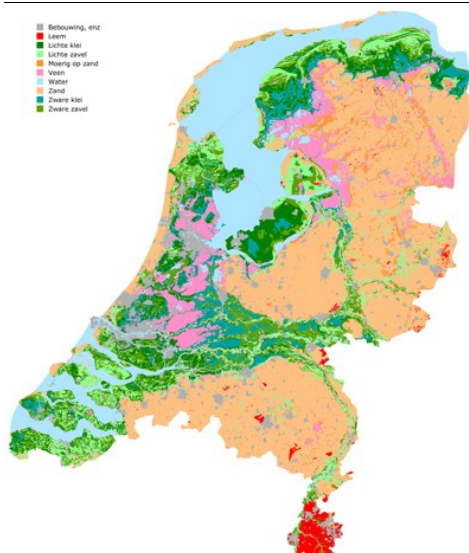 Bebouwing, enz
Leem
Lichte klei
Lichte zavel
Moerig op zand
Veen
Water
Zand
Zware klei
Zware zavel